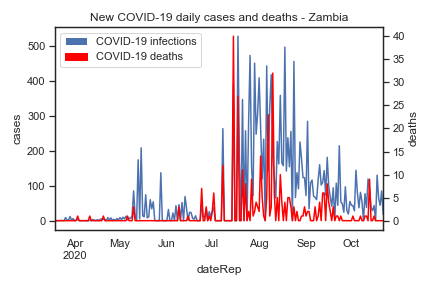 New COVID-19 daily cases and deaths - Zambia
COVID-19 infections
COVID-19 deaths
500
400
300
200
100
0
cases
40
35
30
25
20
15
10
5
0
deaths
Apr May Jun Jul Aug Sep Oct
2020
dateRep